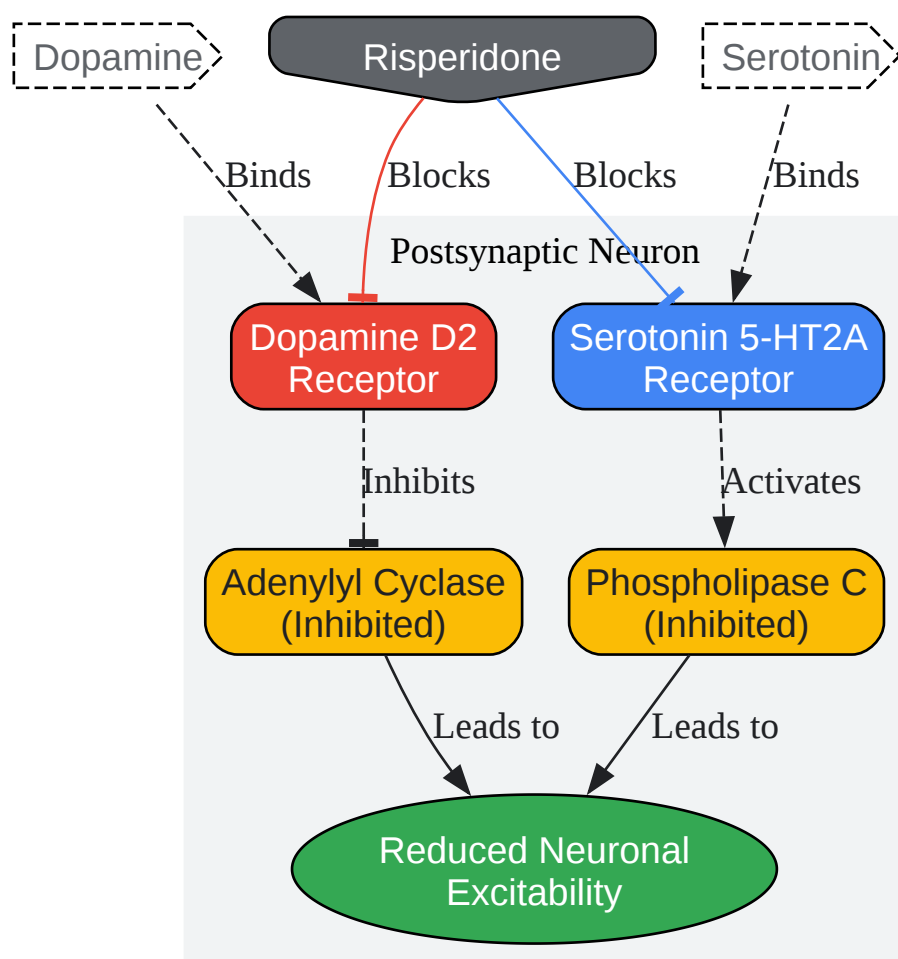 Dopamine
Risperidone
Serotonin
Binds
Blocks
Blocks
Binds
Postsynaptic Neuron
Dopamine D2
Receptor
Serotonin 5-HT2A
Receptor
Inhibits
Activates
Adenylyl Cyclase
(Inhibited)
Phospholipase C
(Inhibited)
Leads to
Leads to
Reduced Neuronal
Excitability